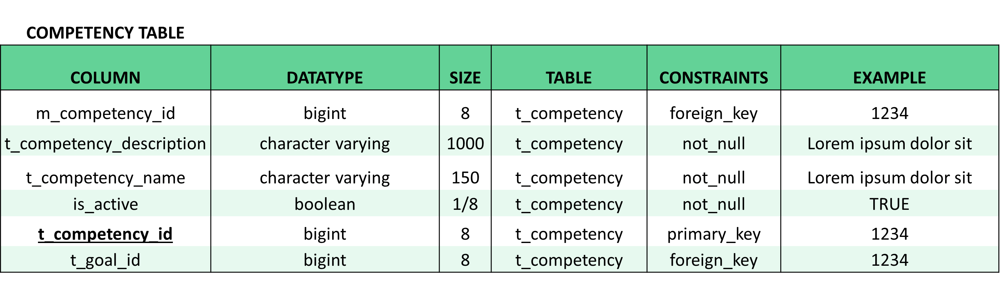 COMPETENCY TABLE
COLUMN DATATYPE SIZE TABLE CONSTRAINTS EXAMPLE
m_competency_id bigint 8 t_competency foreign_key 1234
t_competency_description character varying 1000 t_competency not_null Lorem ipsum dolor sit
t_competency_name character varying 150 t_competency not_null Lorem ipsum dolor sit
is_active boolean 1/8 t_competency not_null TRUE
t_competency_id bigint 8 t_competency primary_key 1234
t_goal_id bigint 8 t_competency foreign_key 1234